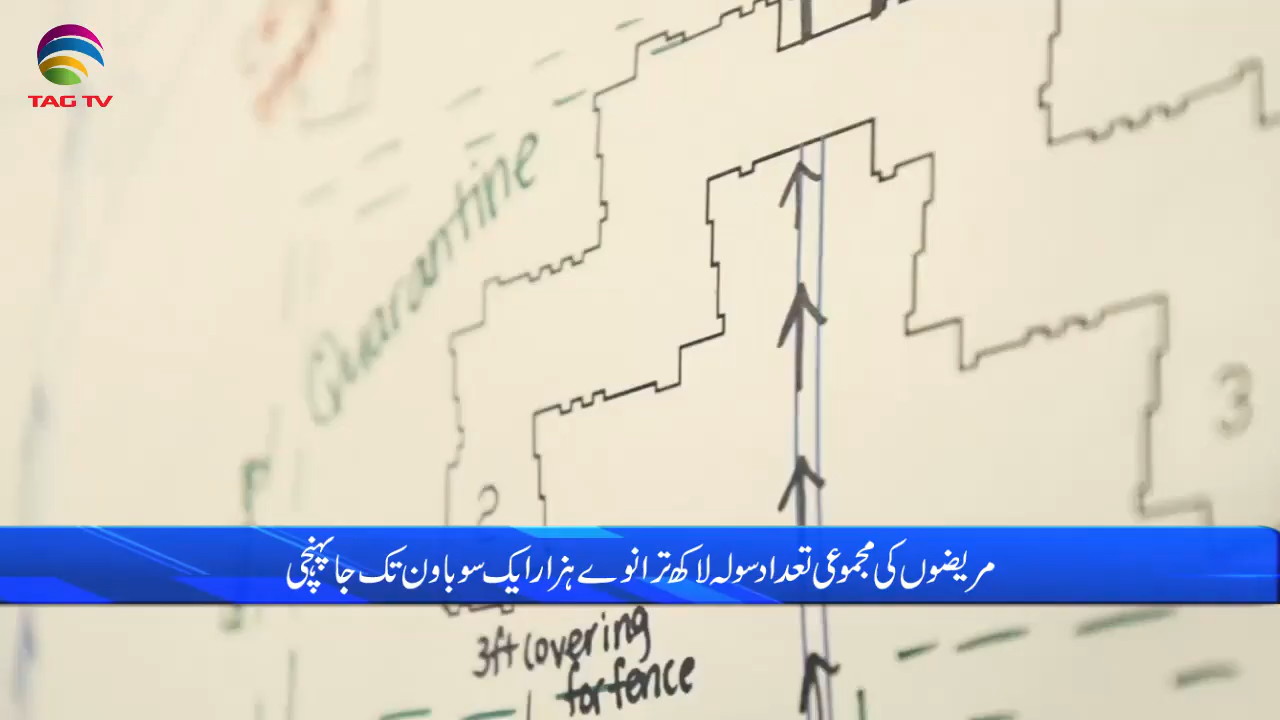 TAG TV
Quarantine
3
2
مریضوں کی مجموعی تعداد سولہ لاکھ ترانوے ہزار ایک سو باون تک جا پہنچی
3ft covering
for fence